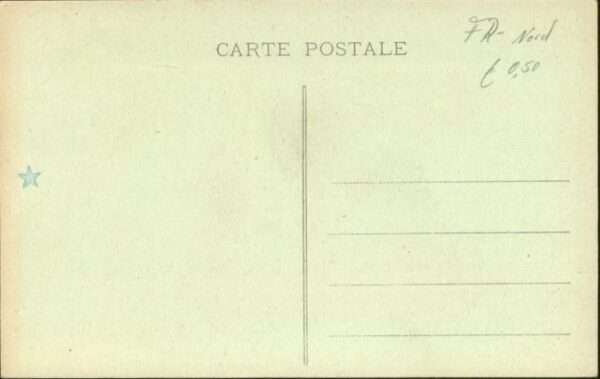 CARTE POSTALE
FR- Nord
€ 0,50